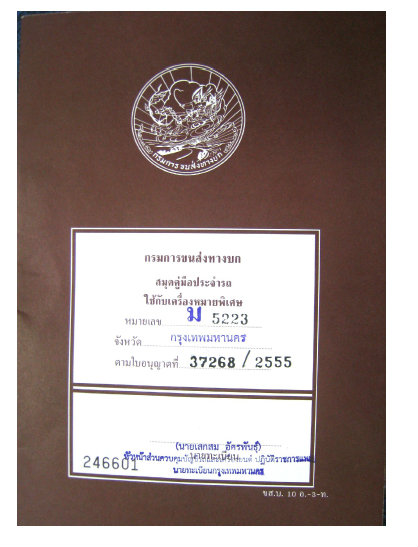 กรมการขนส่งทางบก
กรมการขนส่งทางบก
สมุดคู่มือประจำรถ
ใช้กับเครื่องหมายพิเศษ
หมายเลข ม 5223
จังหวัด กรุงเทพมหานคร
ตามใบอนุญาตที่ 37268 / 2555
(นายเสกสม อัครพันธุ์)
นายทะเบียน
246601
นายทะเบียนกรุงเทพมหานคร
ขส.บ. 10 อ.-3-ท.